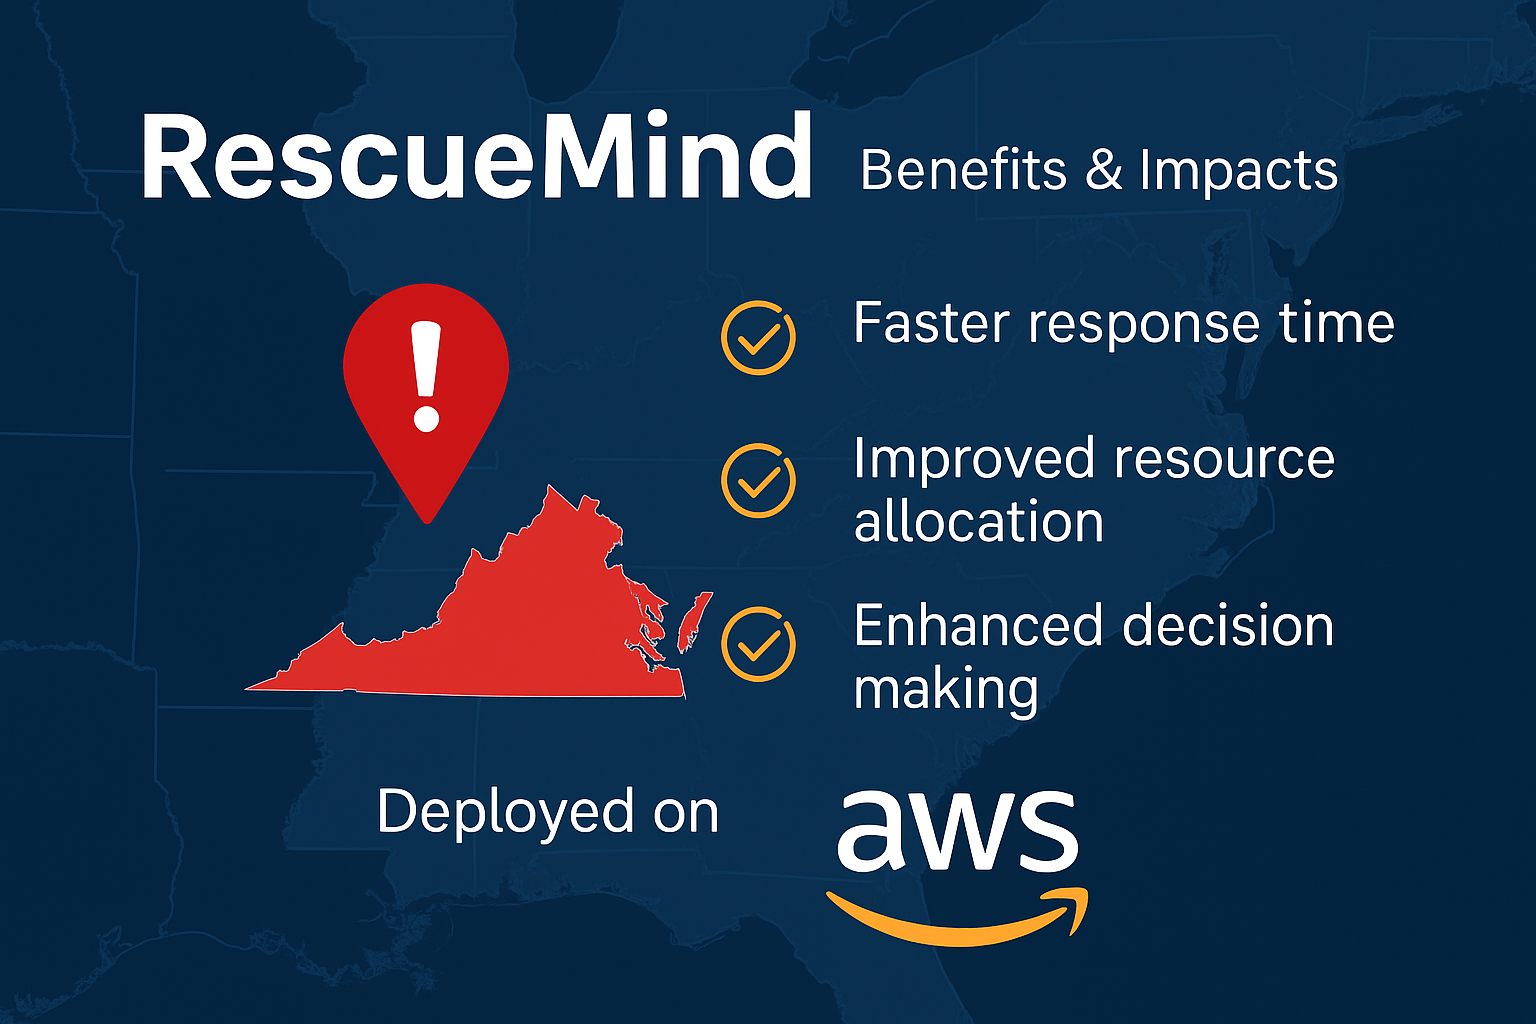 RescueMind
Benefits & Impacts
!
Faster response time
Improved resource
allocation
Enhanced decision
making
Deployed on
aws